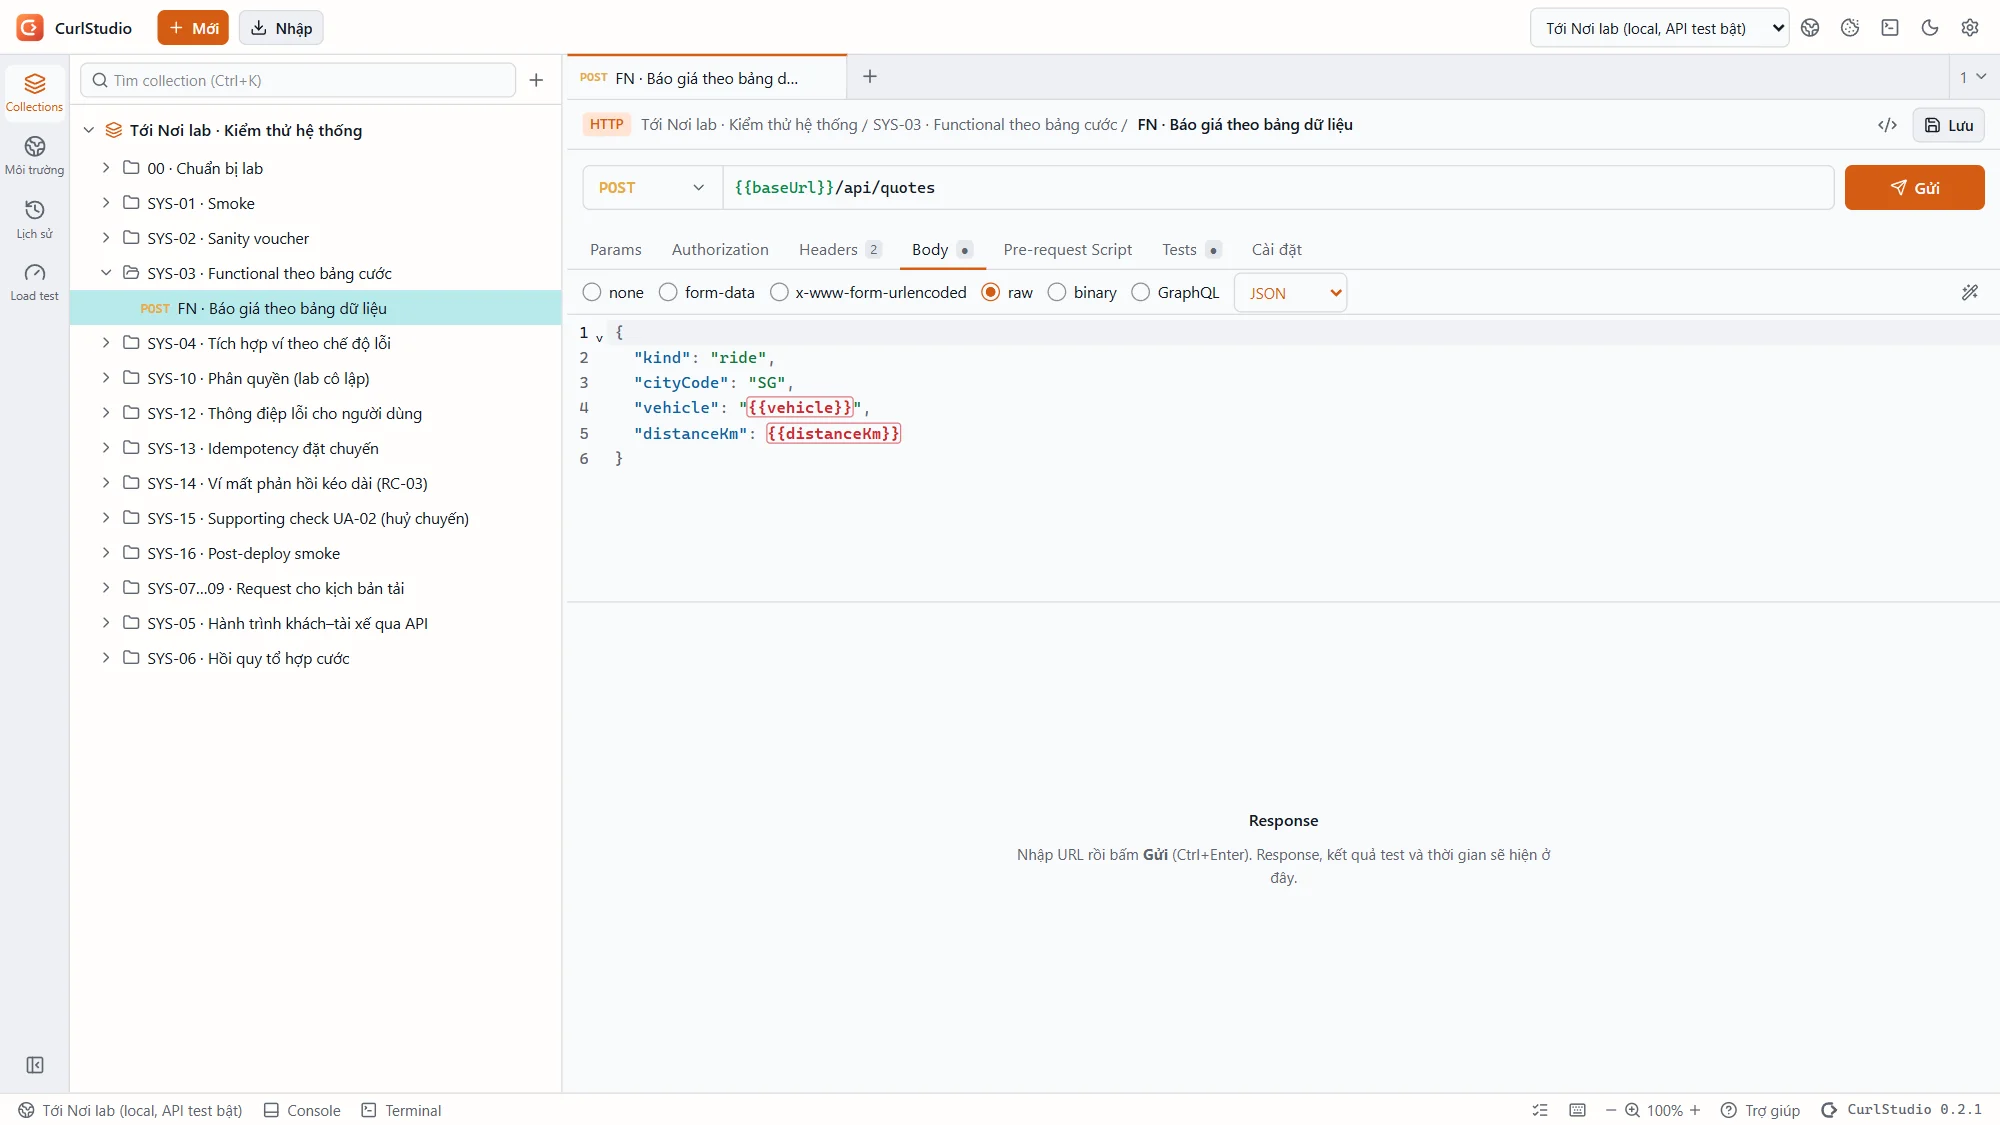 CurlStudio
Mới
Nhập
Tới Nơi lab (local, API test bật)
Collections
Môi trường
Lịch sử
Load test
Tìm collection (Ctrl+K)
Tới Nơi lab · Kiểm thử hệ thống
00 · Chuẩn bị lab
SYS-01 · Smoke
SYS-02 · Sanity voucher
SYS-03 · Functional theo bảng cước
POST FN · Báo giá theo bảng dữ liệu
SYS-04 · Tích hợp ví theo chế độ lỗi
SYS-10 · Phân quyền (lab cô lập)
SYS-12 · Thông điệp lỗi cho người dùng
SYS-13 · Idempotency đặt chuyến
SYS-14 · Ví mất phản hồi kéo dài (RC-03)
SYS-15 · Supporting check UA-02 (huỷ chuyến)
SYS-16 · Post-deploy smoke
SYS-07…09 · Request cho kịch bản tải
SYS-05 · Hành trình khách–tài xế qua API
SYS-06 · Hồi quy tổ hợp cước
POST FN · Báo giá theo bảng d...
1
HTTP Tới Nơi lab · Kiểm thử hệ thống / SYS-03 · Functional theo bảng cước / FN · Báo giá theo bảng dữ liệu
Lưu
POST
{{baseUrl}}/api/quotes
Gửi
Params Authorization Headers 2 Body Pre-request Script Tests Cài đặt
none form-data x-www-form-urlencoded raw binary GraphQL JSON
1 {
2 "kind": "ride",
3 "cityCode": "SG",
4 "vehicle": "{{vehicle}}",
5 "distanceKm": {{distanceKm}}
6 }
Response
Nhập URL rồi bấm Gửi (Ctrl+Enter). Response, kết quả test và thời gian sẽ hiện ở
đây.
Tới Nơi lab (local, API test bật)
Console
Terminal
100%
Trợ giúp
CurlStudio 0.2.1